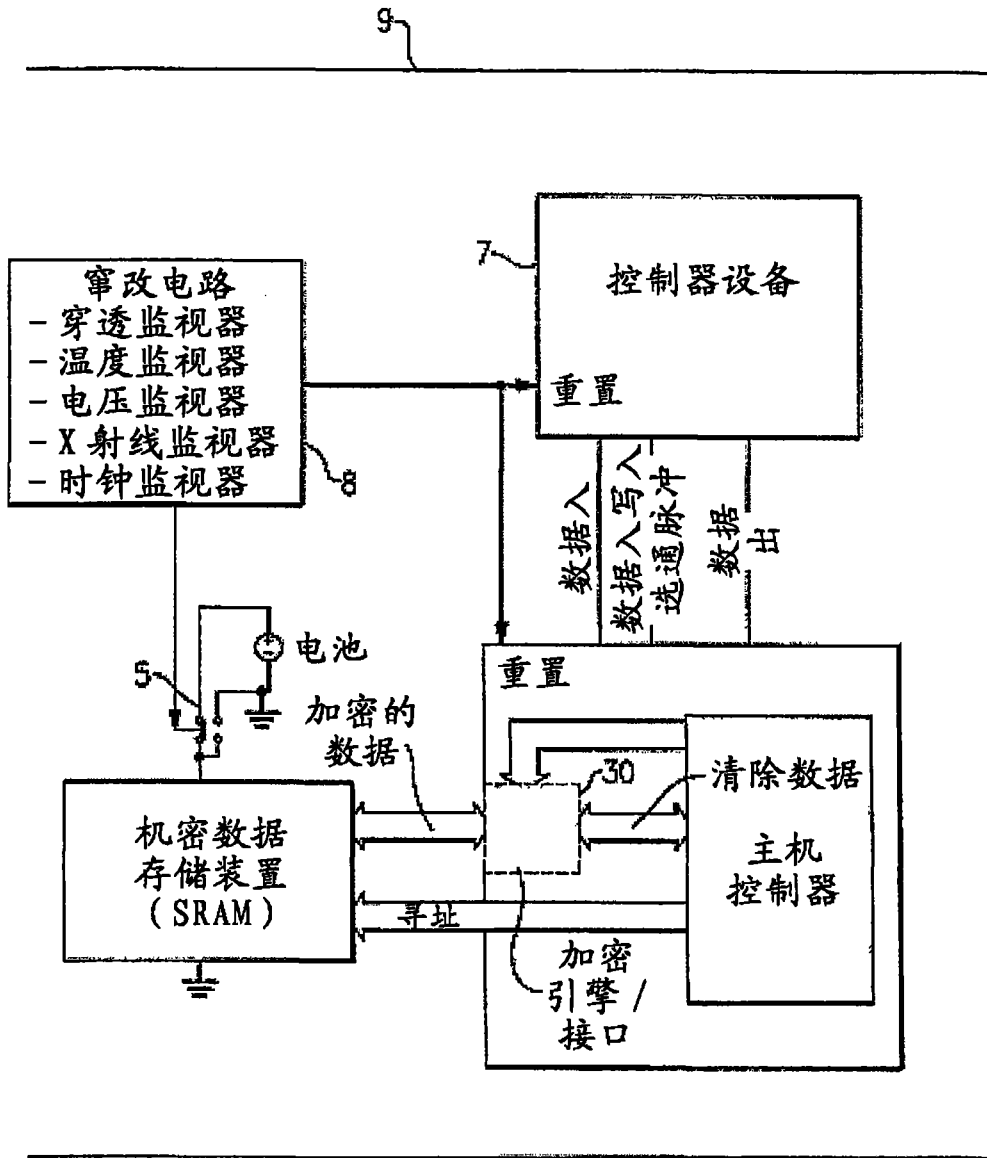 9
7
控制器设备
重置
窜改电路
- 穿透监视器
- 温度监视器
- 电压监视器
- X 射线监视器
- 时钟监视器
8
数据入
数据入写入
选通脉冲
数据
出
电池
5
重置
加密的
数据
30
清除数据
机密数据
存储装置
(SRAM)
主机
控制器
寻址
加密
引擎/
接口